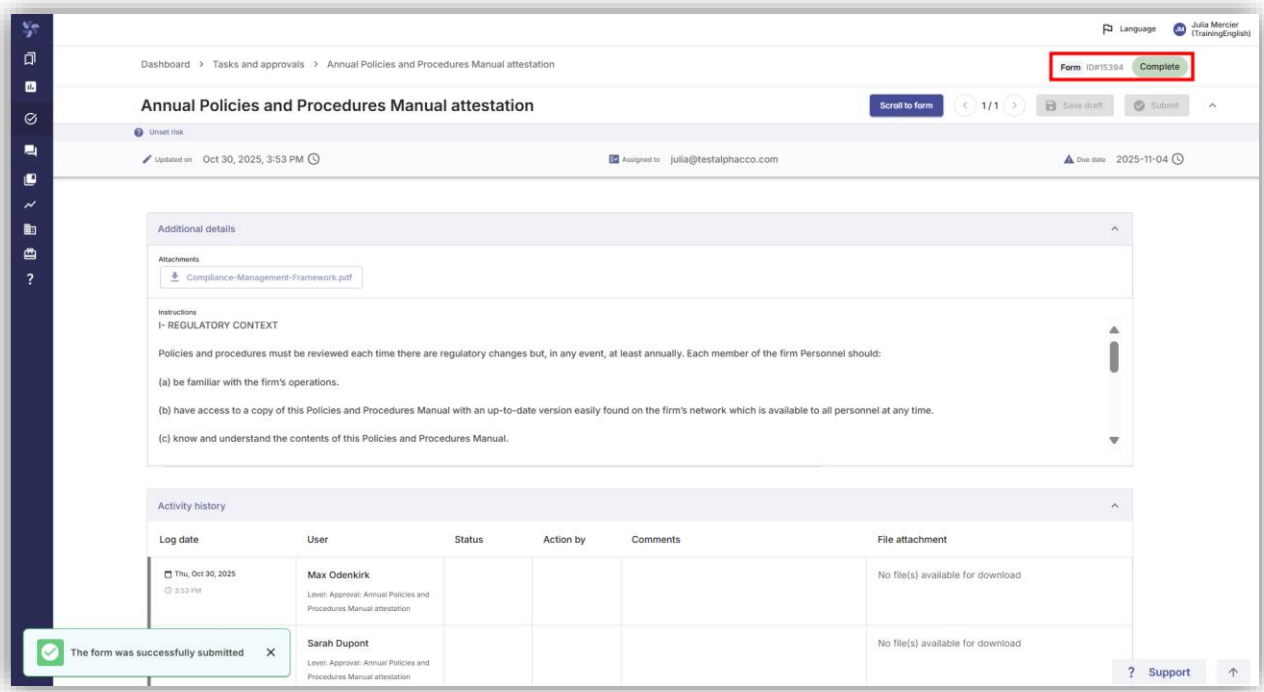 Language
JM
Julia Mercier
(TrainingEnglish)
Dashboard > Tasks and approvals > Annual Policies and Procedures Manual attestation
Form ID#15394 Complete
Annual Policies and Procedures Manual attestation
Scroll to form < 1/1 > Save draft Submit
? Unset risk
Updated on Oct 30, 2025, 3:53 PM
Assigned to julia@testalphacco.com
Due date 2025-11-04
Additional details
Attachments
Compliance-Management-Framework.pdf
Instructions
I- REGULATORY CONTEXT
Policies and procedures must be reviewed each time there are regulatory changes but, in any event, at least annually. Each member of the firm Personnel should:
(a) be familiar with the firm's operations.
(b) have access to a copy of this Policies and Procedures Manual with an up-to-date version easily found on the firm's network which is available to all personnel at any time.
(c) know and understand the contents of this Policies and Procedures Manual.
Activity history
Log date User Status Action by Comments File attachment
Thu, Oct 30, 2025
3:53 PM
Max Odenkirk
Level: Approval: Annual Policies and
Procedures Manual attestation
No file(s) available for download
Sarah Dupont
Level: Approval: Annual Policies and
Procedures Manual attestation
No file(s) available for download
The form was successfully submitted X
? Support
?